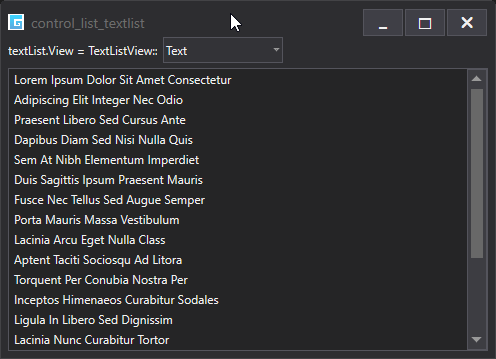 control_list_textlist
textList.View = TextListView:: Text
Lorem Ipsum Dolor Sit Amet Consectetur
Adipiscing Elit Integer Nec Odio
Praesent Libero Sed Cursus Ante
Dapibus Diam Sed Nisi Nulla Quis
Sem At Nibh Elementum Imperdiet
Duis Sagittis Ipsum Praesent Mauris
Fusce Nec Tellus Sed Augue Semper
Porta Mauris Massa Vestibulum
Lacinia Arcu Eget Nulla Class
Aptent Taciti Sociosqu Ad Litora
Torquent Per Conubia Nostra Per
Inceptos Himenaeos Curabitur Sodales
Ligula In Libero Sed Dignissim
Lacinia Nunc Curabitur Tortor